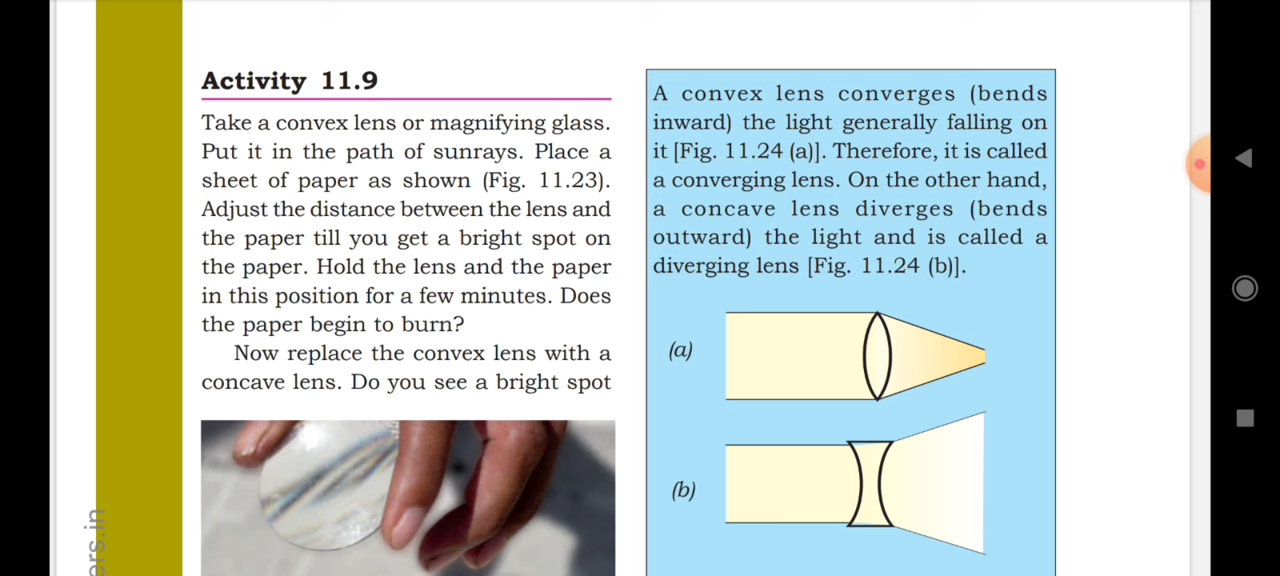 Activity 11.9
Take a convex lens or magnifying glass.
Put it in the path of sunrays. Place a
sheet of paper as shown (Fig. 11.23).
Adjust the distance between the lens and
the paper till you get a bright spot on
the paper. Hold the lens and the paper
in this position for a few minutes. Does
the paper begin to burn?
Now replace the convex lens with a
concave lens. Do you see a bright spot
A convex lens converges (bends
inward) the light generally falling on
it [Fig. 11.24 (a)]. Therefore, it is called
a converging lens. On the other hand,
a concave lens diverges (bends
outward) the light and is called a
diverging lens [Fig. 11.24 (b)].
(a)
(b)
ers.in